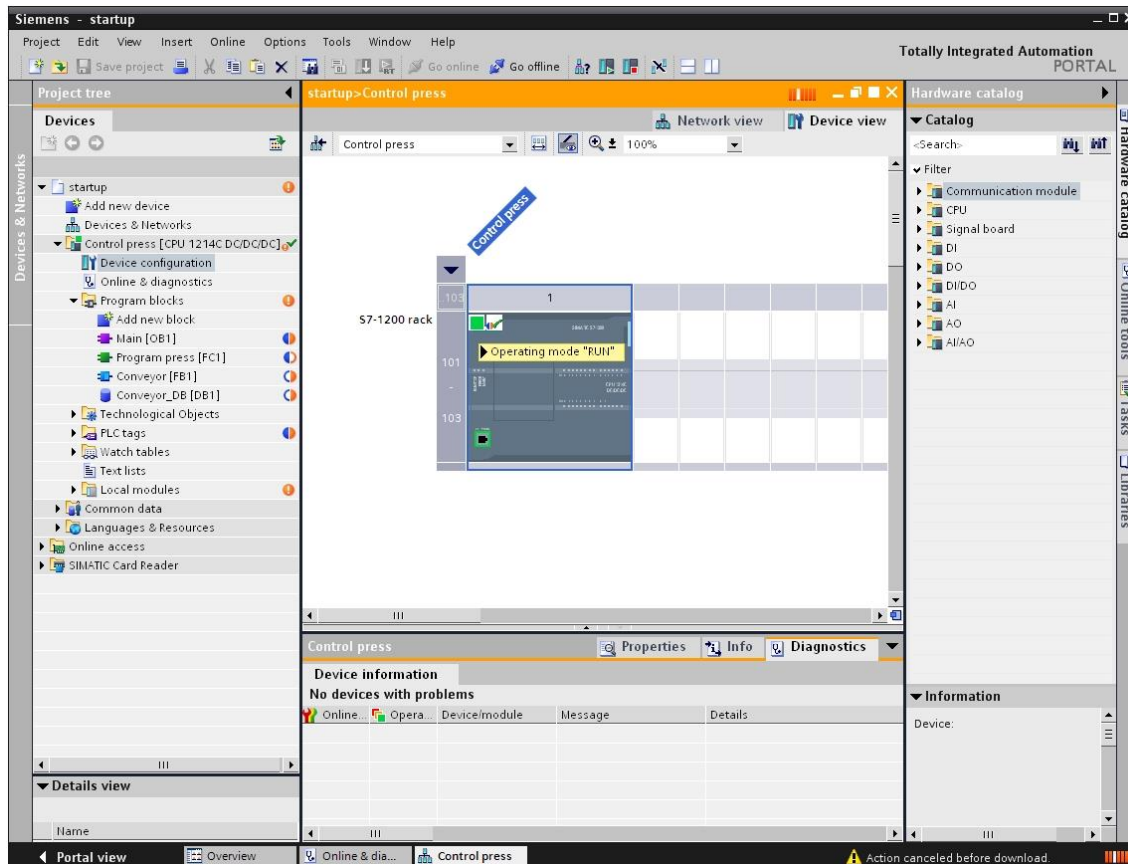 Siemens - startup
Project Edit View Insert Online Options Tools Window Help
Save project Go online Go offline
Totally Integrated Automation
PORTAL
Project tree
Devices
Devices & Networks
startup
Add new device
Devices & Networks
Control press [CPU 1214C DC/DC/DC]
Device configuration
Online & diagnostics
Program blocks
Add new block
Main [OB1]
Program press [FC1]
Conveyor [FB1]
Conveyor_DB [DB1]
Technological Objects
PLC tags
Watch tables
Text lists
Local modules
Common data
Languages & Resources
Online access
SIMATIC Card Reader
Details view
Name
startup>Control press
Network view Device view
Control press 100%
Control press
103 1
S7-1200 rack
101
-
103
Operating mode "RUN"
Control press
Properties Info Diagnostics
Device information
No devices with problems
Online... Opera... Device/module Message Details
Hardware catalog
Catalog
<Search>
Filter
Communication module
CPU
Signal board
DI
DO
DI/DO
AI
AO
AI/AO
Information
Device:
Hardware catalog
Online tools
Tasks
Libraries
Portal view Overview Online & dia... Control press
Action canceled before download.